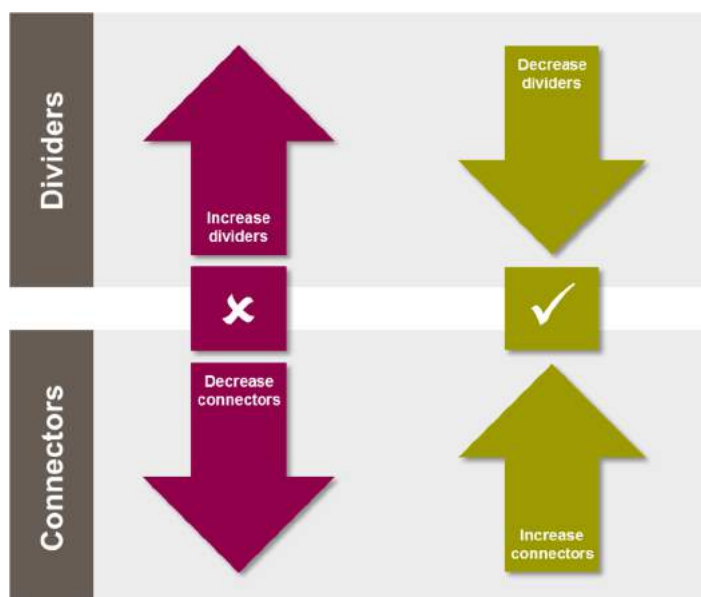 Dividers
Increase
dividers
Decrease
dividers
✘
✓
Connectors
Decrease
connectors
Increase
connectors